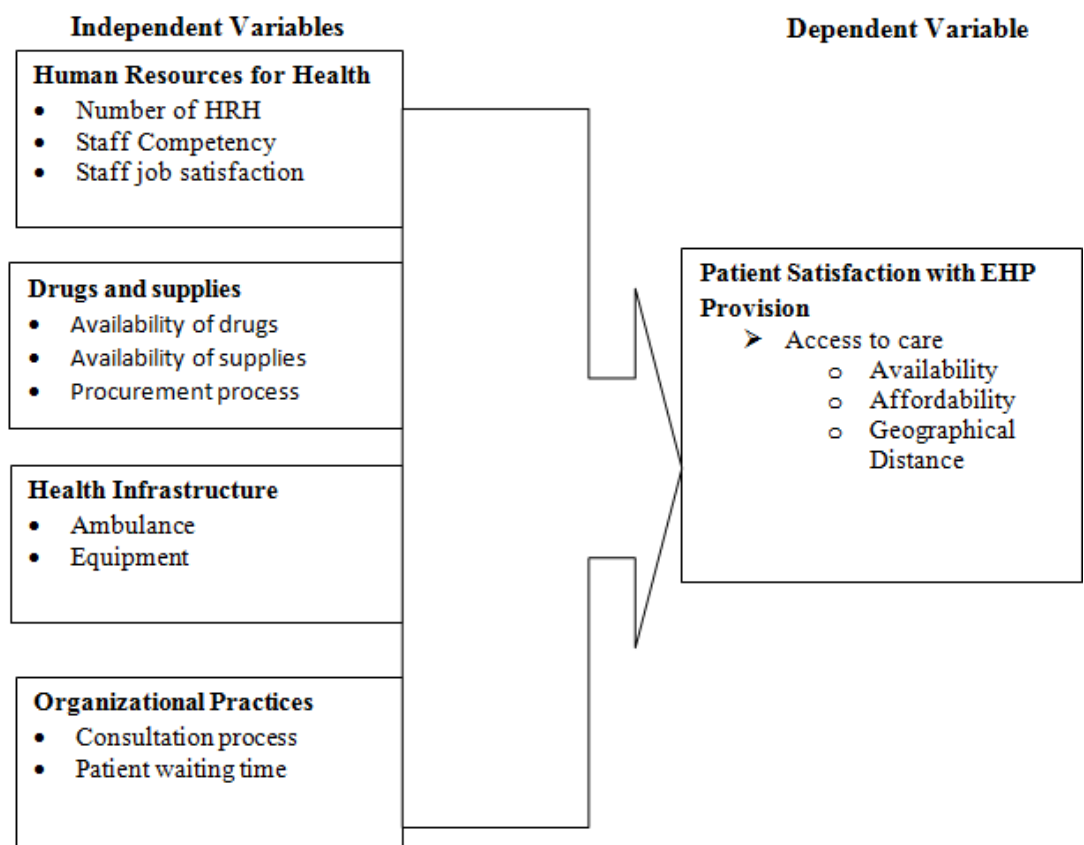 Independent Variables
Human Resources for Health
• Number of HRH
• Staff Competency
• Staff job satisfaction
Drugs and supplies
• Availability of drugs
• Availability of supplies
• Procurement process
Health Infrastructure
• Ambulance
• Equipment
Organizational Practices
• Consultation process
• Patient waiting time
Dependent Variable
Patient Satisfaction with EHP
Provision
➤ Access to care
o Availability
o Affordability
o Geographical
Distance